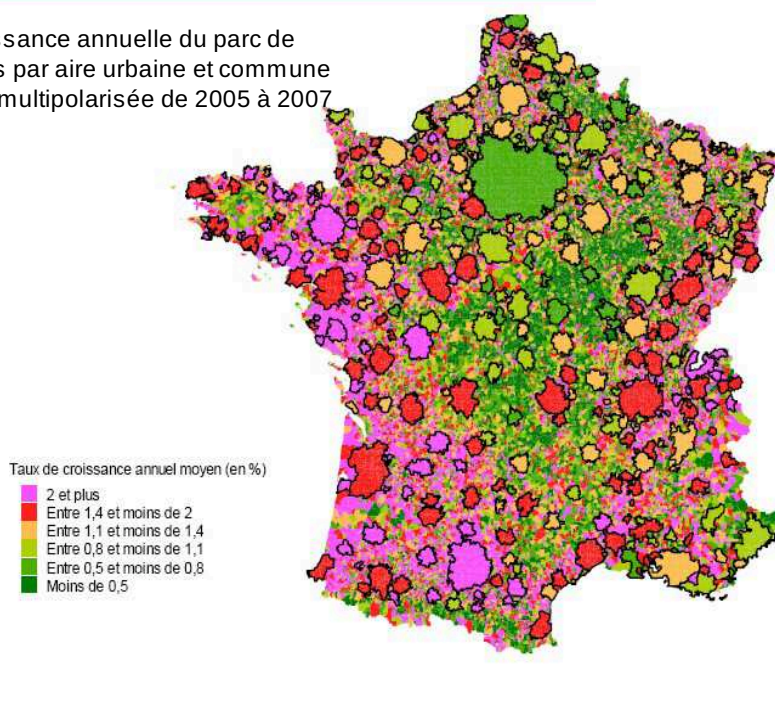 par aire urbaine et commune
multipolarisée de 2005 à 2007
annuelle du parc de
Taux de croissance annuel moyen (en %)
2 et plus
Entre 1,4 et moins de 2
Entre 1,1 et moins de 1,4
Entre 0,8 et moins de 1,1
Entre 0,5 et moins de 0,8
Moins de 0,5